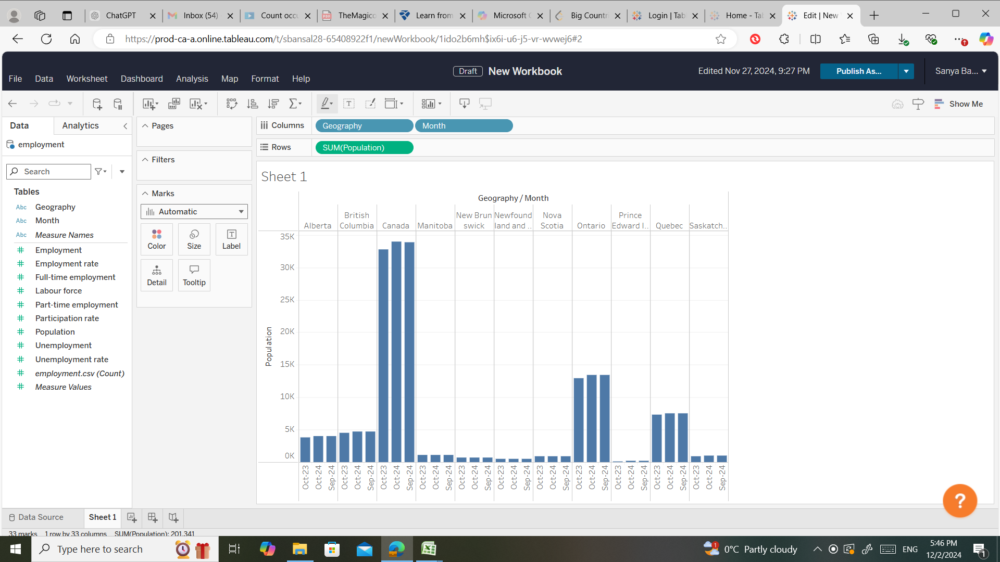 ChatGPT
Inbox (54)
Count occu
TheMagico
Learn from
Microsoft C
Big Countri
Login | Tab
Home - Tab
Edit | New
https://prod-ca-a.online.tableau.com/t/sbansal28-65408922f1/newWorkbook/1ido2b6mh$ix6i-u6-j5-vr-wvwej6#2
Draft New Workbook
Edited Nov 27, 2024, 9:27 PM
Publish As...
Sanya Ba...
File Data Worksheet Dashboard Analysis Map Format Help
Show Me
Data Analytics
employment
Search
Tables
Abc Geography
Abc Month
Abc Measure Names
Employment
Employment rate
Full-time employment
Labour force
Part-time employment
Participation rate
Population
Unemployment
Unemployment rate
employment.csv (Count)
Measure Values
Pages
Filters
Marks
Automatic
Color Size Label
Detail Tooltip
Columns Geography Month
Rows SUM(Population)
Sheet 1
Geography / Month
Alberta
British
Columbia
Canada
Manitoba
New Brun
swick
Newfound
land and ..
Nova
Scotia
Ontario
Prince
Edward I..
Quebec
Saskatch..
Population
35K
30K
25K
20K
15K
10K
5K
0K
Oct-23 Oct-24 Sep-24 Oct-23 Oct-24 Sep-24 Oct-23 Oct-24 Sep-24 Oct-23 Oct-24 Sep-24 Oct-23 Oct-24 Sep-24 Oct-23 Oct-24 Sep-24 Oct-23 Oct-24 Sep-24 Oct-23 Oct-24 Sep-24 Oct-23 Oct-24 Sep-24 Oct-23 Oct-24 Sep-24 Oct-23 Oct-24 Sep-24
?
Data Source Sheet 1
33 marks 1 row by 33 columns SUM(Population): 201,341
Type here to search
1
0°C Partly cloudy
ENG
5:46 PM
12/2/2024
1